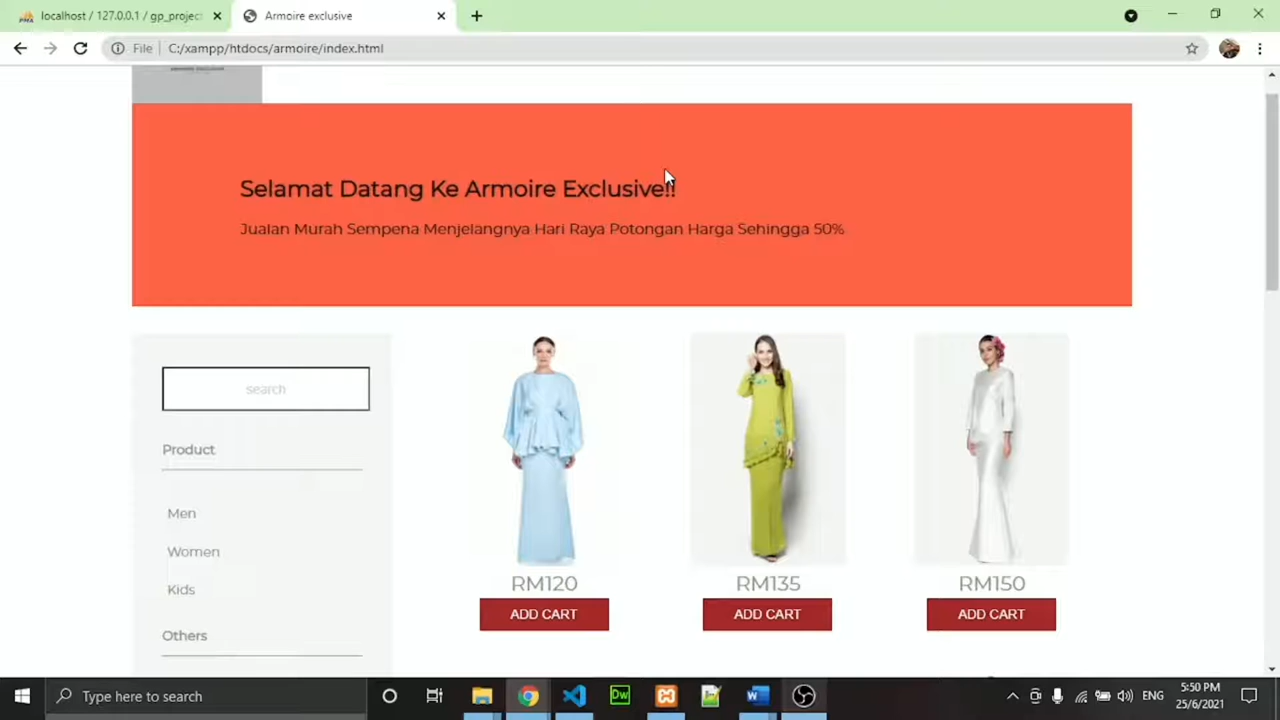 localhost / 127.0.0.1 / gp_project
Armoire exclusive
File
C:/xampp/htdocs/armoire/index.html
Selamat Datang Ke Armoire Exclusive!!
Jualan Murah Sempena Menjelangnya Hari Raya Potongan Harga Sehingga 50%
search
Product
Men
Women
Kids
Others
RM120
RM135
RM150
ADD CART
ADD CART
ADD CART
Type here to search
Dw
ENG
5:50 PM
25/6/2021